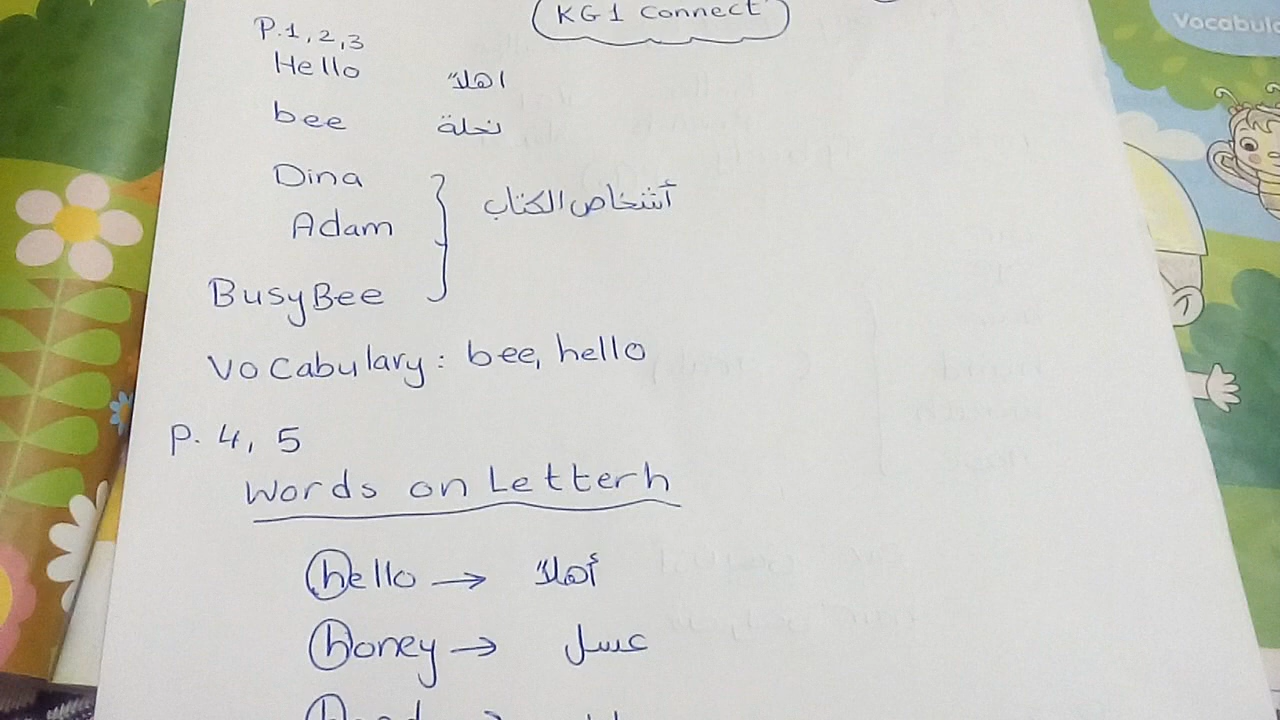 KG1 Connect
P.1,2,3
Hello اهلاً
bee نحلة
Dina
Adam
أشخاص الكتاب
BusyBee
Vocabulary: bee, hello
P. 4, 5
Words on Letter h
hello → أهلاً
honey → عسل